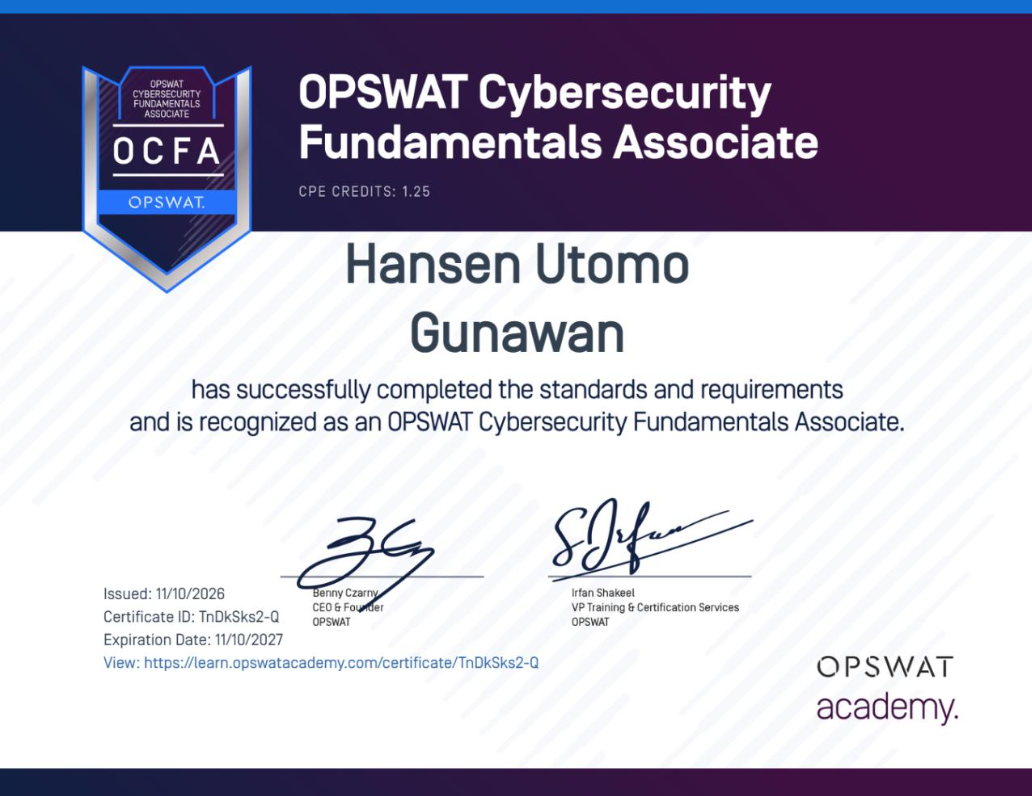 OPSWAT
CYBERSECURITY
FUNDAMENTALS
ASSOCIATE
OCFA
OPSWAT.
OPSWAT Cybersecurity
Fundamentals Associate
CPE CREDITS: 1.25
Hansen Utomo
Gunawan
has successfully completed the standards and requirements
and is recognized as an OPSWAT Cybersecurity Fundamentals Associate.
Issued: 11/10/2026
Certificate ID: TnDkSks2-Q
Expiration Date: 11/10/2027
View: https://learn.opswatacademy.com/certificate/TnDkSks2-Q
Benny Czarny
CEO & Founder
OPSWAT
Irfan Shakeel
VP Training & Certification Services
OPSWAT
OPSWAT
academy.